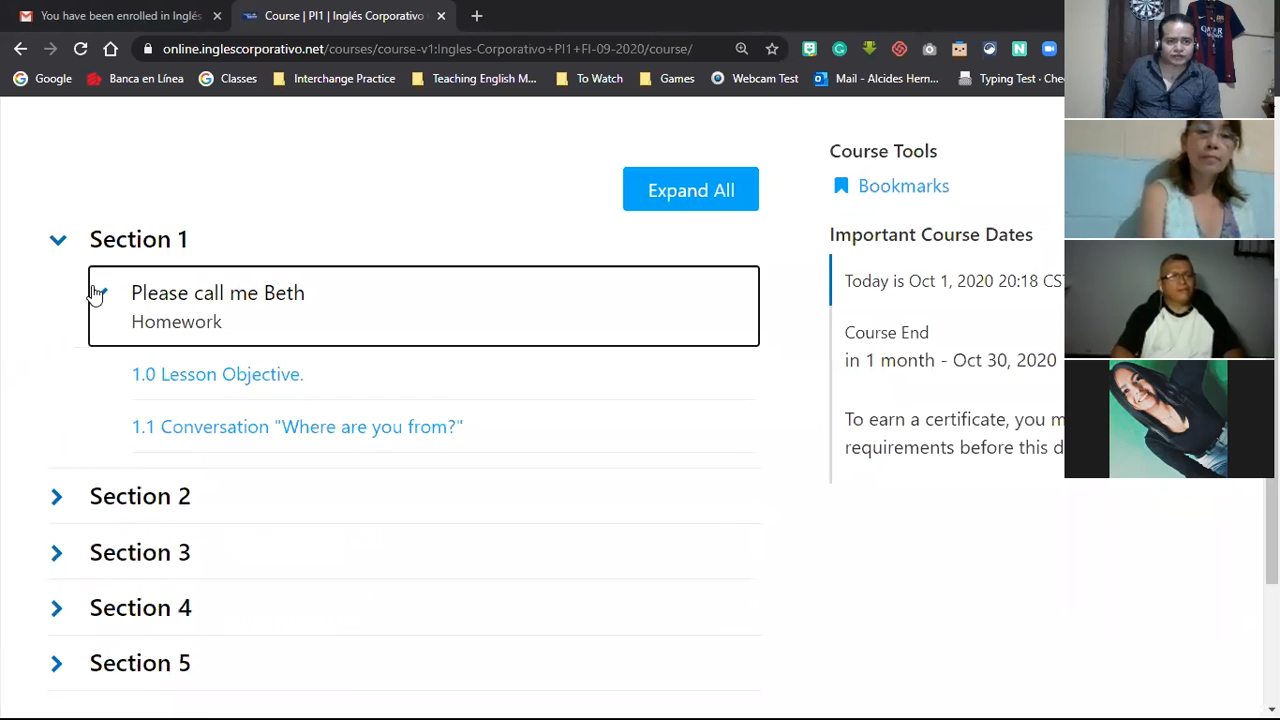 You have been enrolled in Inglés
Course | PI1 | Inglés Corporativo
online.inglescorporativo.net/courses/course-v1:InglesCorporativo+PI1+FI-09-2020/course/
Google
Banca en Línea
Classes
Interchange Practice
Teaching English M...
To Watch
Games
Webcam Test
Mail - Alcides Hern...
Typing Test - Che
Expand All
Section 1
Please call me Beth
Homework
1.0 Lesson Objective.
1.1 Conversation "Where are you from?"
Section 2
Section 3
Section 4
Section 5
Course Tools
Bookmarks
Important Course Dates
Today is Oct 1, 2020 20:18 CST
Course End
in 1 month - Oct 30, 2020
To earn a certificate, you m
requirements before this d
QATAR